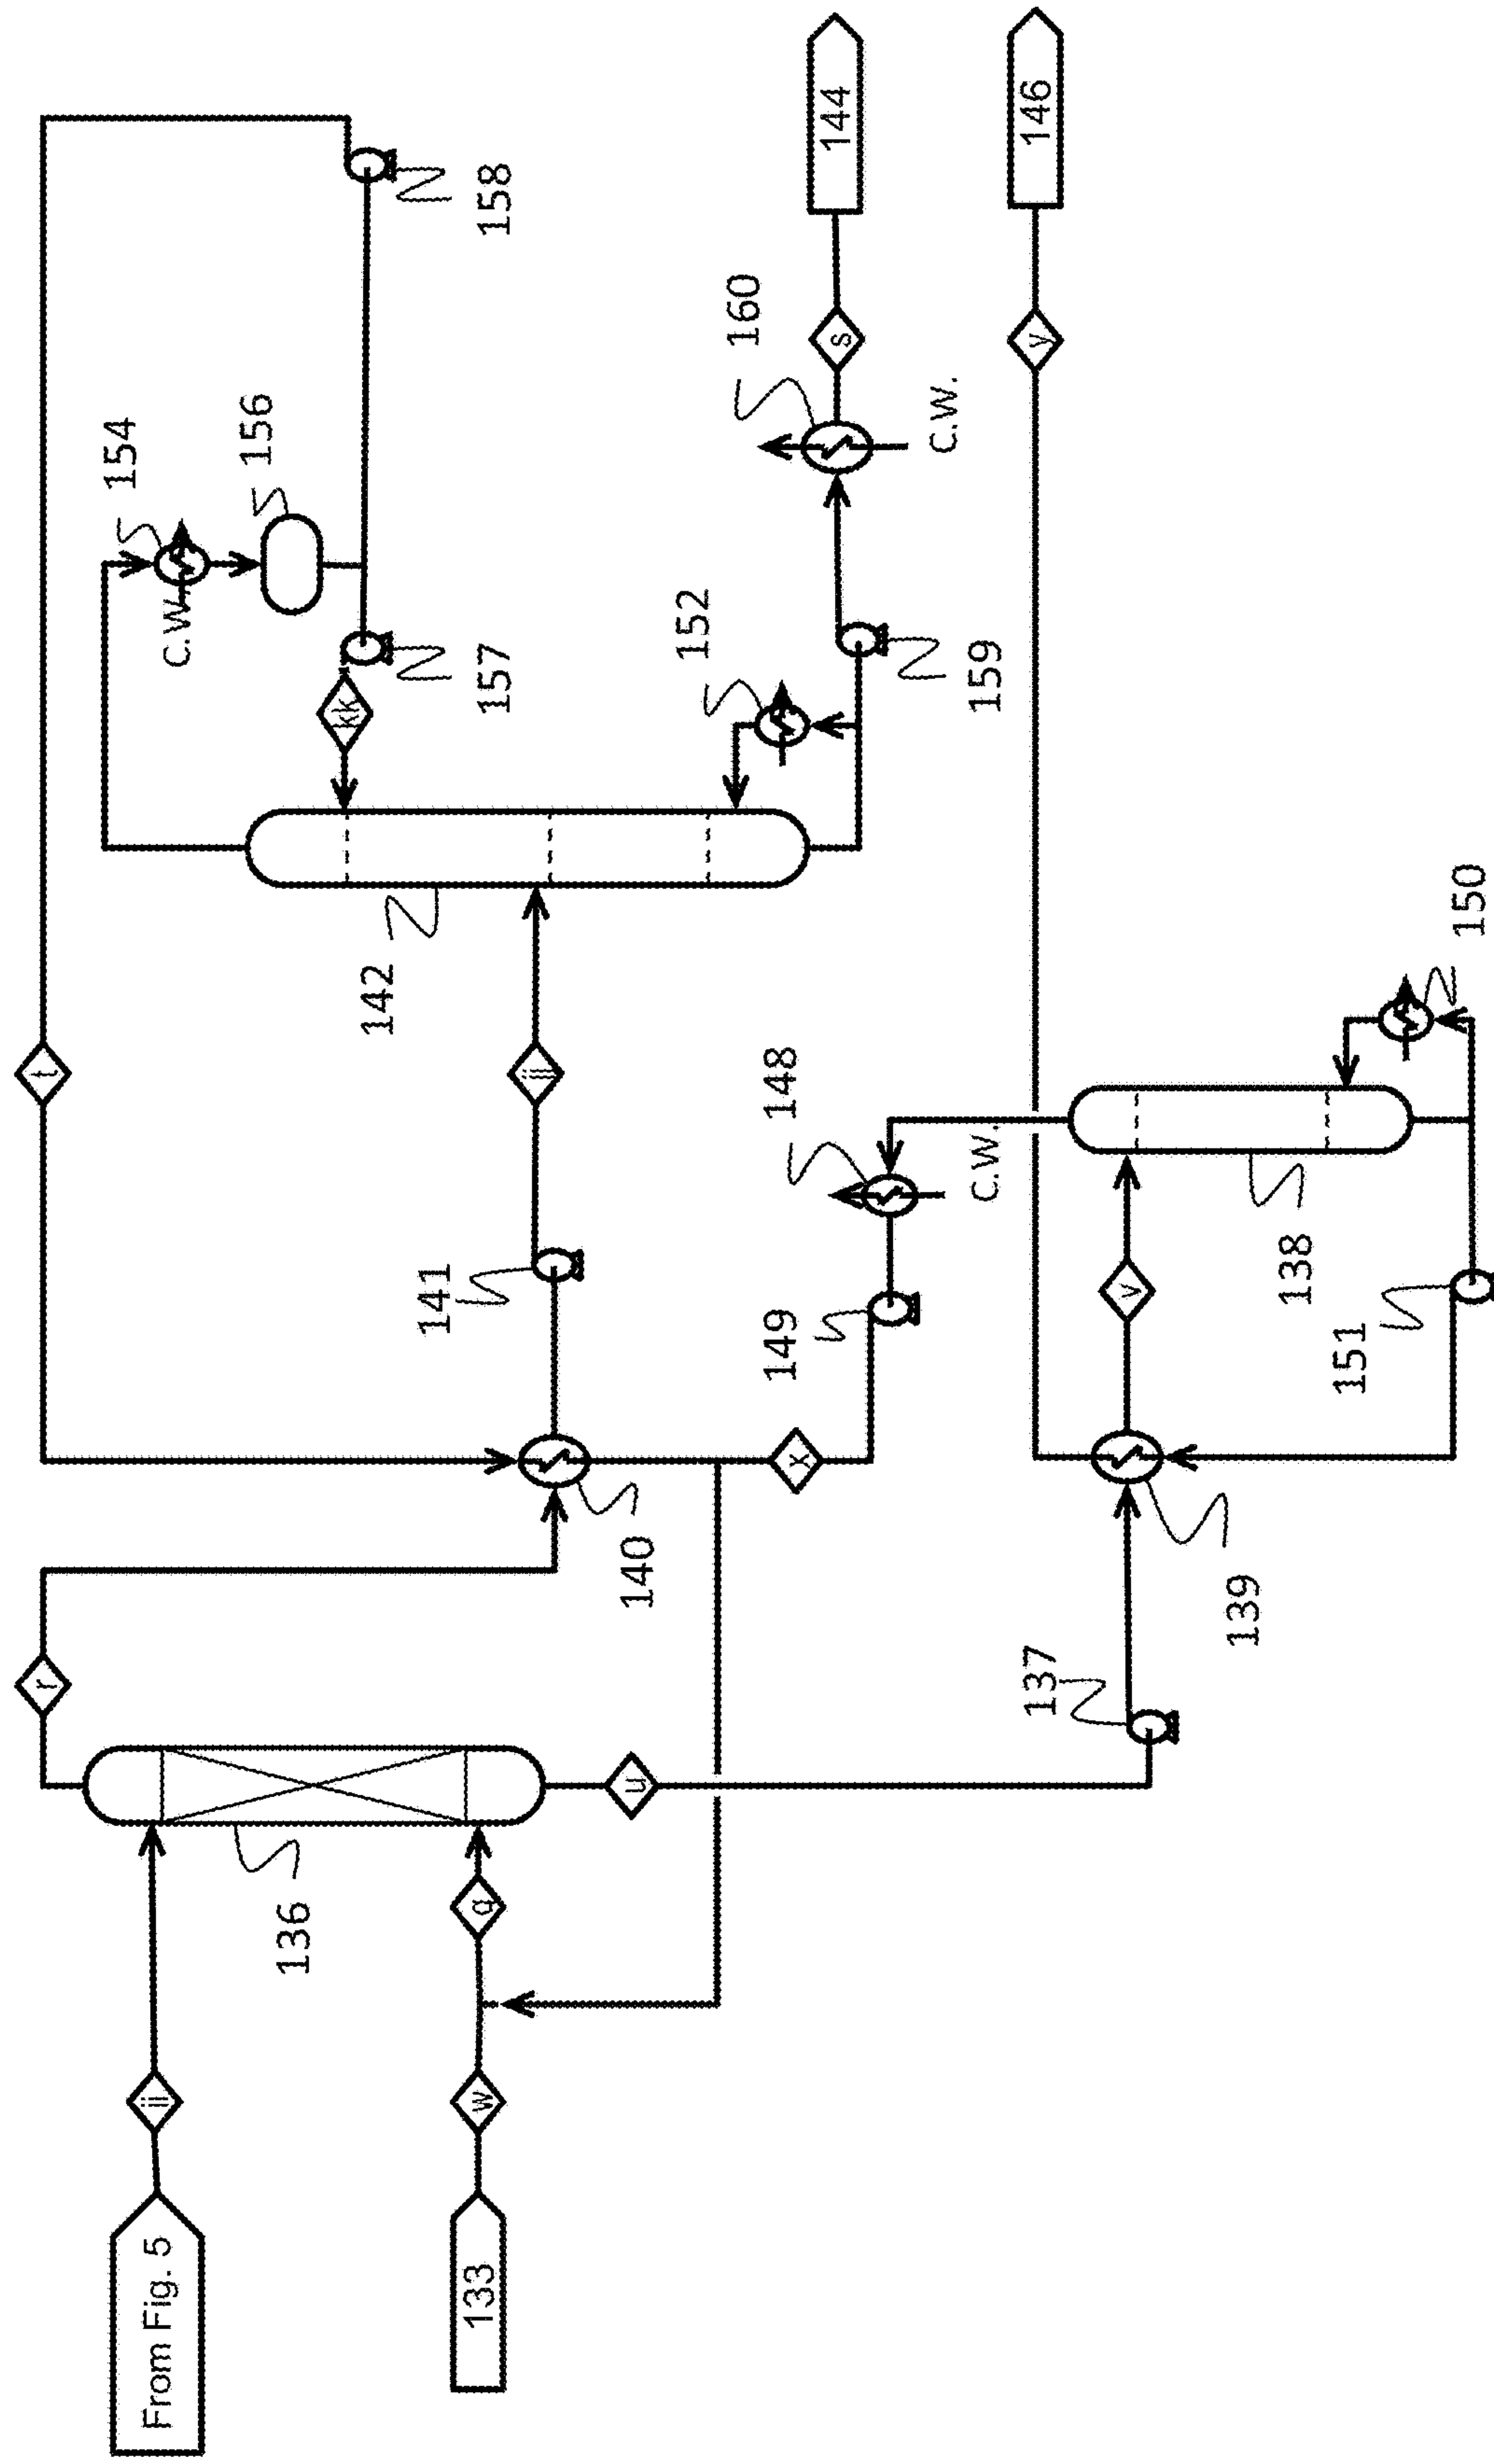 r
t
154
From Fig. 5
ii
C.W.
156
136
kk
142
141
133
w
q
157
158
jj
140
u
152
160
149
148
x
s
144
C.W.
C.W.
159
137
y
146
v
139
138
151
150